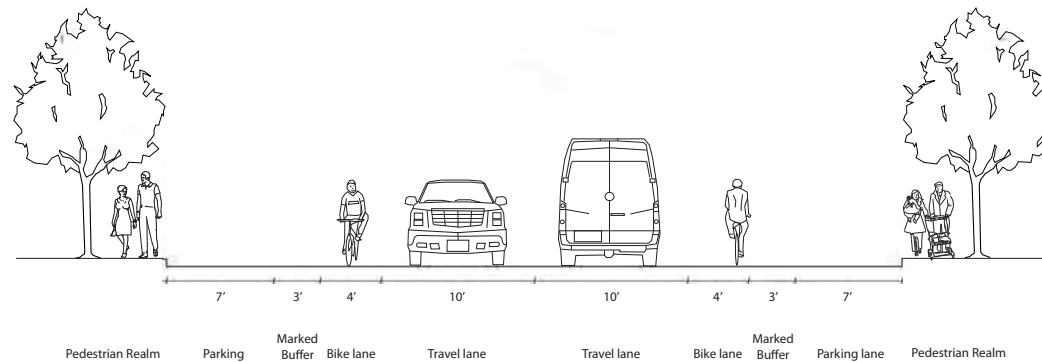 7’ 3’ 4’ 10’ 10’ 4’ 3’ 7’
Marked Marked
Pedestrian Realm Parking Buffer Bike lane Travel lane Travel lane Bike lane Buffer Parking lane Pedestrian Realm